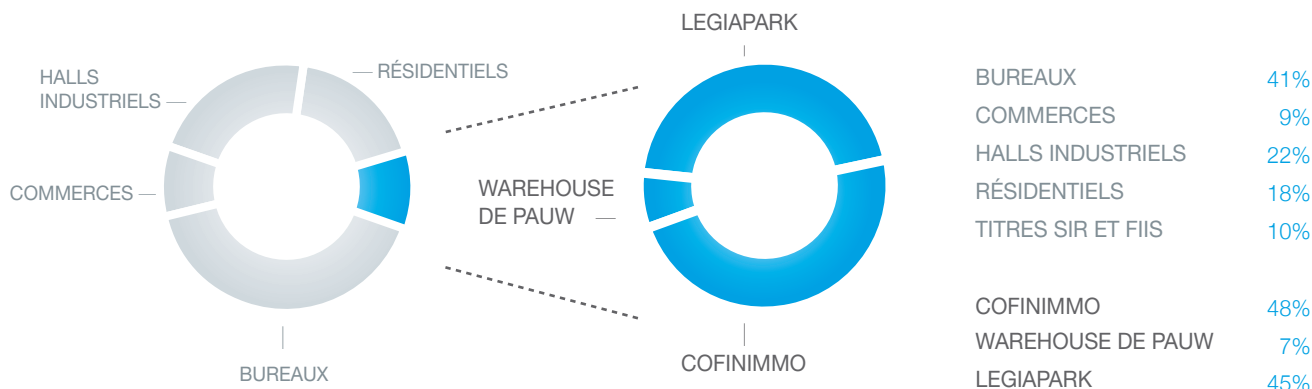 LEGIAPARK
HALLS
INDUSTRIELS
RÉSIDENTIELS
COMMERCES
BUREAUX
WAREHOUSE
DE PAUW
COFINIMMO
BUREAUX 41%
COMMERCES 9%
HALLS INDUSTRIELS 22%
RÉSIDENTIELS 18%
TITRES SIR ET FIIS 10%
COFINIMMO 48%
WAREHOUSE DE PAUW 7%
LEGIAPARK 45%